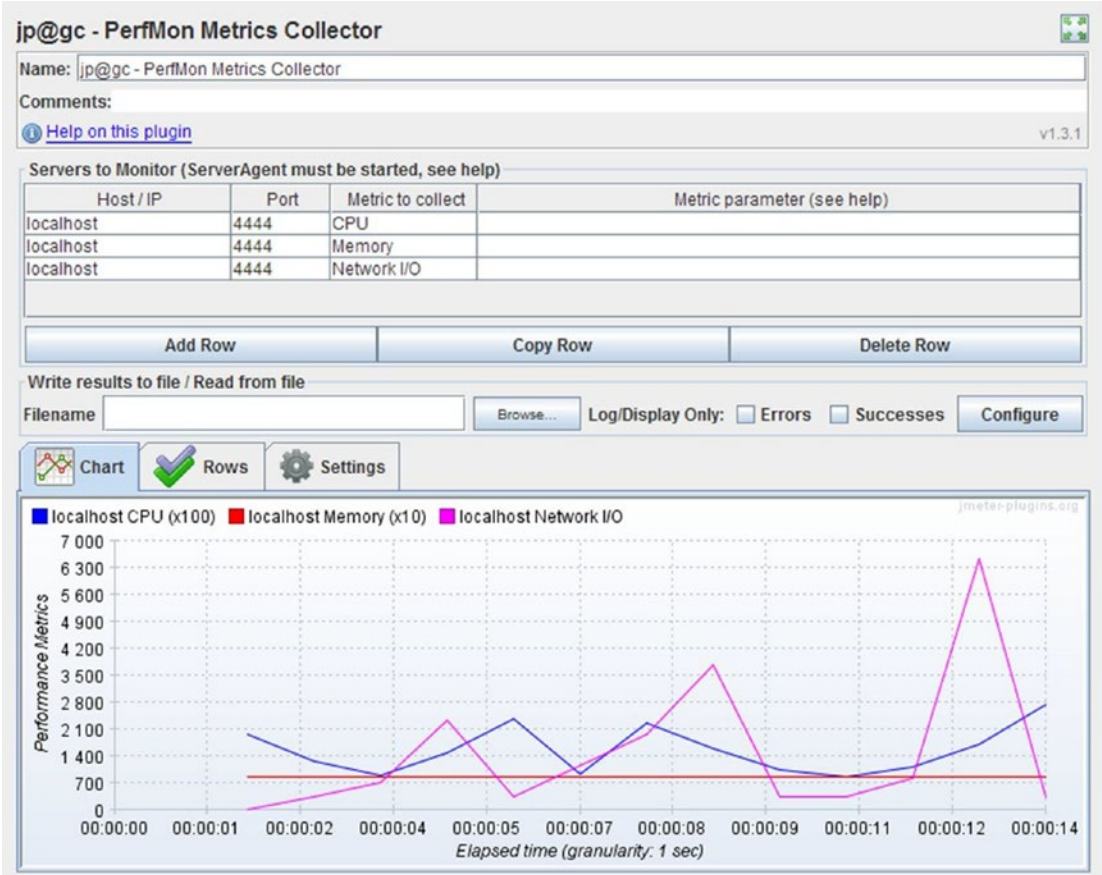 jp@gc - PerfMon Metrics Collector
Name: jp@gc - PerfMon Metrics Collector
Comments:
Help on this plugin v1.3.1
Servers to Monitor (ServerAgent must be started, see help)
Host / IP Port Metric to collect Metric parameter (see help)
localhost 4444 CPU
localhost 4444 Memory
localhost 4444 Network I/O
Add Row Copy Row Delete Row
Write results to file / Read from file
Filename Browse... Log/Display Only: Errors Successes Configure
Chart Rows Settings
localhost CPU (x100) localhost Memory (x10) localhost Network I/O jmeter-plugins.org
7 000
6 300
5 600
4 900
4 200
3 500
2 800
2 100
1 400
700
0
Performance Metrics
00:00:00 00:00:01 00:00:02 00:00:04 00:00:05 00:00:07 00:00:08 00:00:09 00:00:11 00:00:12 00:00:14
Elapsed time (granularity: 1 sec)